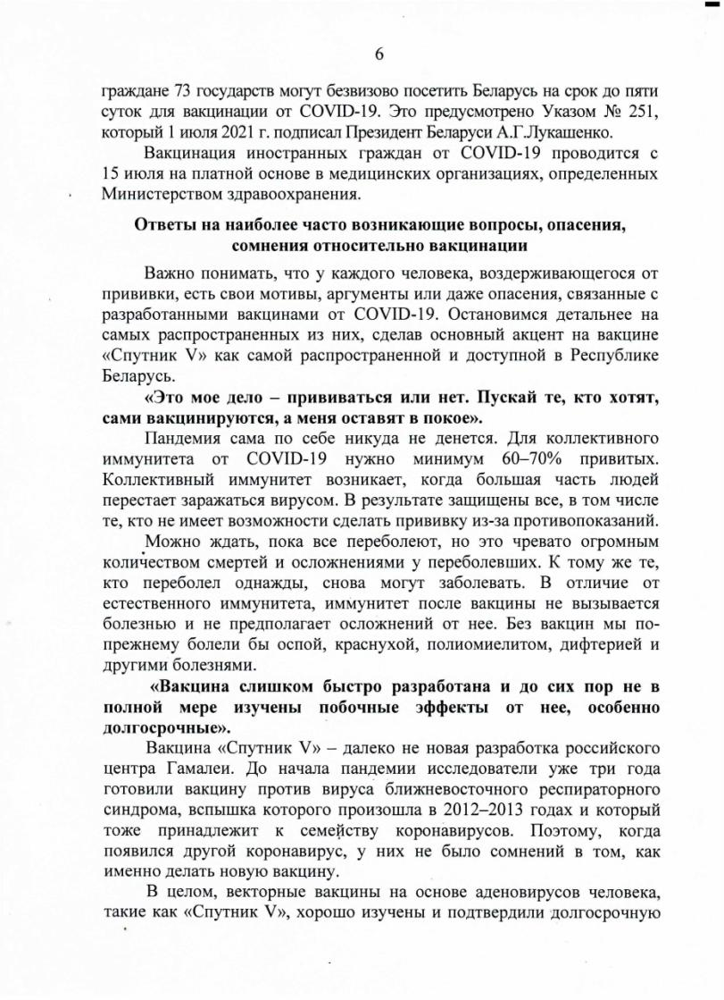 6
граждане 73 государств могут безвизово посетить Беларусь на срок до пяти
суток для вакцинации от COVID-19. Это предусмотрено Указом № 251,
который 1 июля 2021 г. подписал Президент Беларуси А.Г.Лукашенко.
Вакцинация иностранных граждан от COVID-19 проводится с
15 июля на платной основе в медицинских организациях, определенных
Министерством здравоохранения.
Ответы на наиболее часто возникающие вопросы, опасения,
сомнения относительно вакцинации
Важно понимать, что у каждого человека, воздерживающегося от
прививки, есть свои мотивы, аргументы или даже опасения, связанные с
разработанными вакцинами от COVID-19. Остановимся детальнее на
самых распространенных из них, сделав основный акцент на вакцине
«Спутник V» как самой распространенной и доступной в Республике
Беларусь.
«Это мое дело – прививаться или нет. Пускай те, кто хотят,
сами вакцинируются, а меня оставят в покое».
Пандемия сама по себе никуда не денется. Для коллективного
иммунитета от COVID-19 нужно минимум 60–70% привитых.
Коллективный иммунитет возникает, когда большая часть людей
перестает заражаться вирусом. В результате защищены все, в том числе
те, кто не имеет возможности сделать прививку из-за противопоказаний.
Можно ждать, пока все переболеют, но это чревато огромным
количеством смертей и осложнениями у переболевших. К тому же те,
кто переболел однажды, снова могут заболевать. В отличие от
естественного иммунитета, иммунитет после вакцины не вызывается
болезнью и не предполагает осложнений от нее. Без вакцин мы по-
прежнему болели бы оспой, краснухой, полиомиелитом, дифтерией и
другими болезнями.
«Вакцина слишком быстро разработана и до сих пор не в
полной мере изучены побочные эффекты от нее, особенно
долгосрочные».
Вакцина «Спутник V» – далеко не новая разработка российского
центра Гамалеи. До начала пандемии исследователи уже три года
готовили вакцину против вируса ближневосточного респираторного
синдрома, вспышка которого произошла в 2012–2013 годах и который
тоже принадлежит к семейству коронавирусов. Поэтому, когда
появился другой коронавирус, у них не было сомнений в том, как
именно делать новую вакцину.
В целом, векторные вакцины на основе аденовирусов человека,
такие как «Спутник V», хорошо изучены и подтвердили долгосрочную